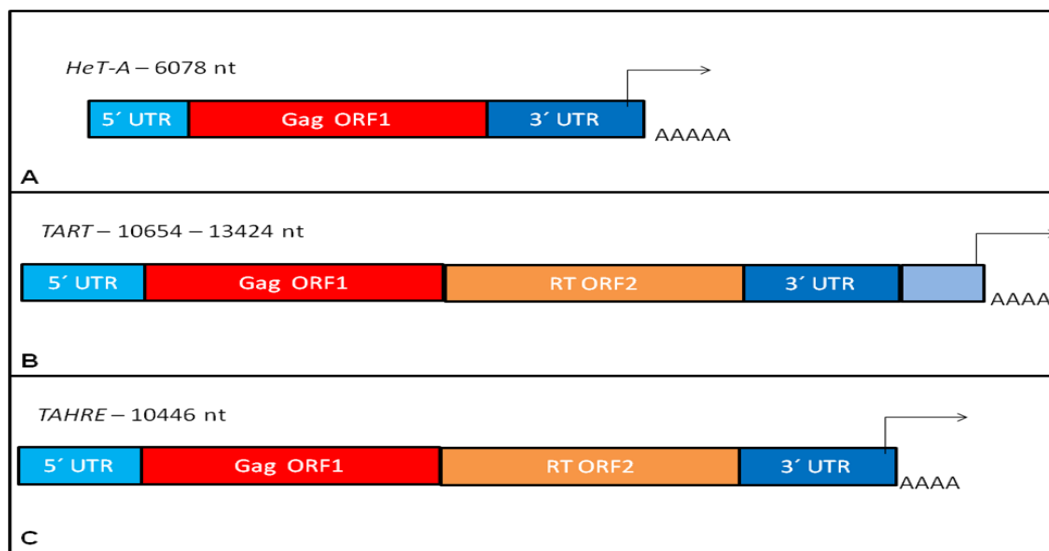 HeT-A – 6078 nt
5´ UTR Gag ORF1 3´ UTR
AAAAA
A
TART – 10654 – 13424 nt
5´ UTR Gag ORF1 RT ORF2 3´ UTR
AAAA
B
TAHRE – 10446 nt
5´ UTR Gag ORF1 RT ORF2 3´ UTR
AAAA
C